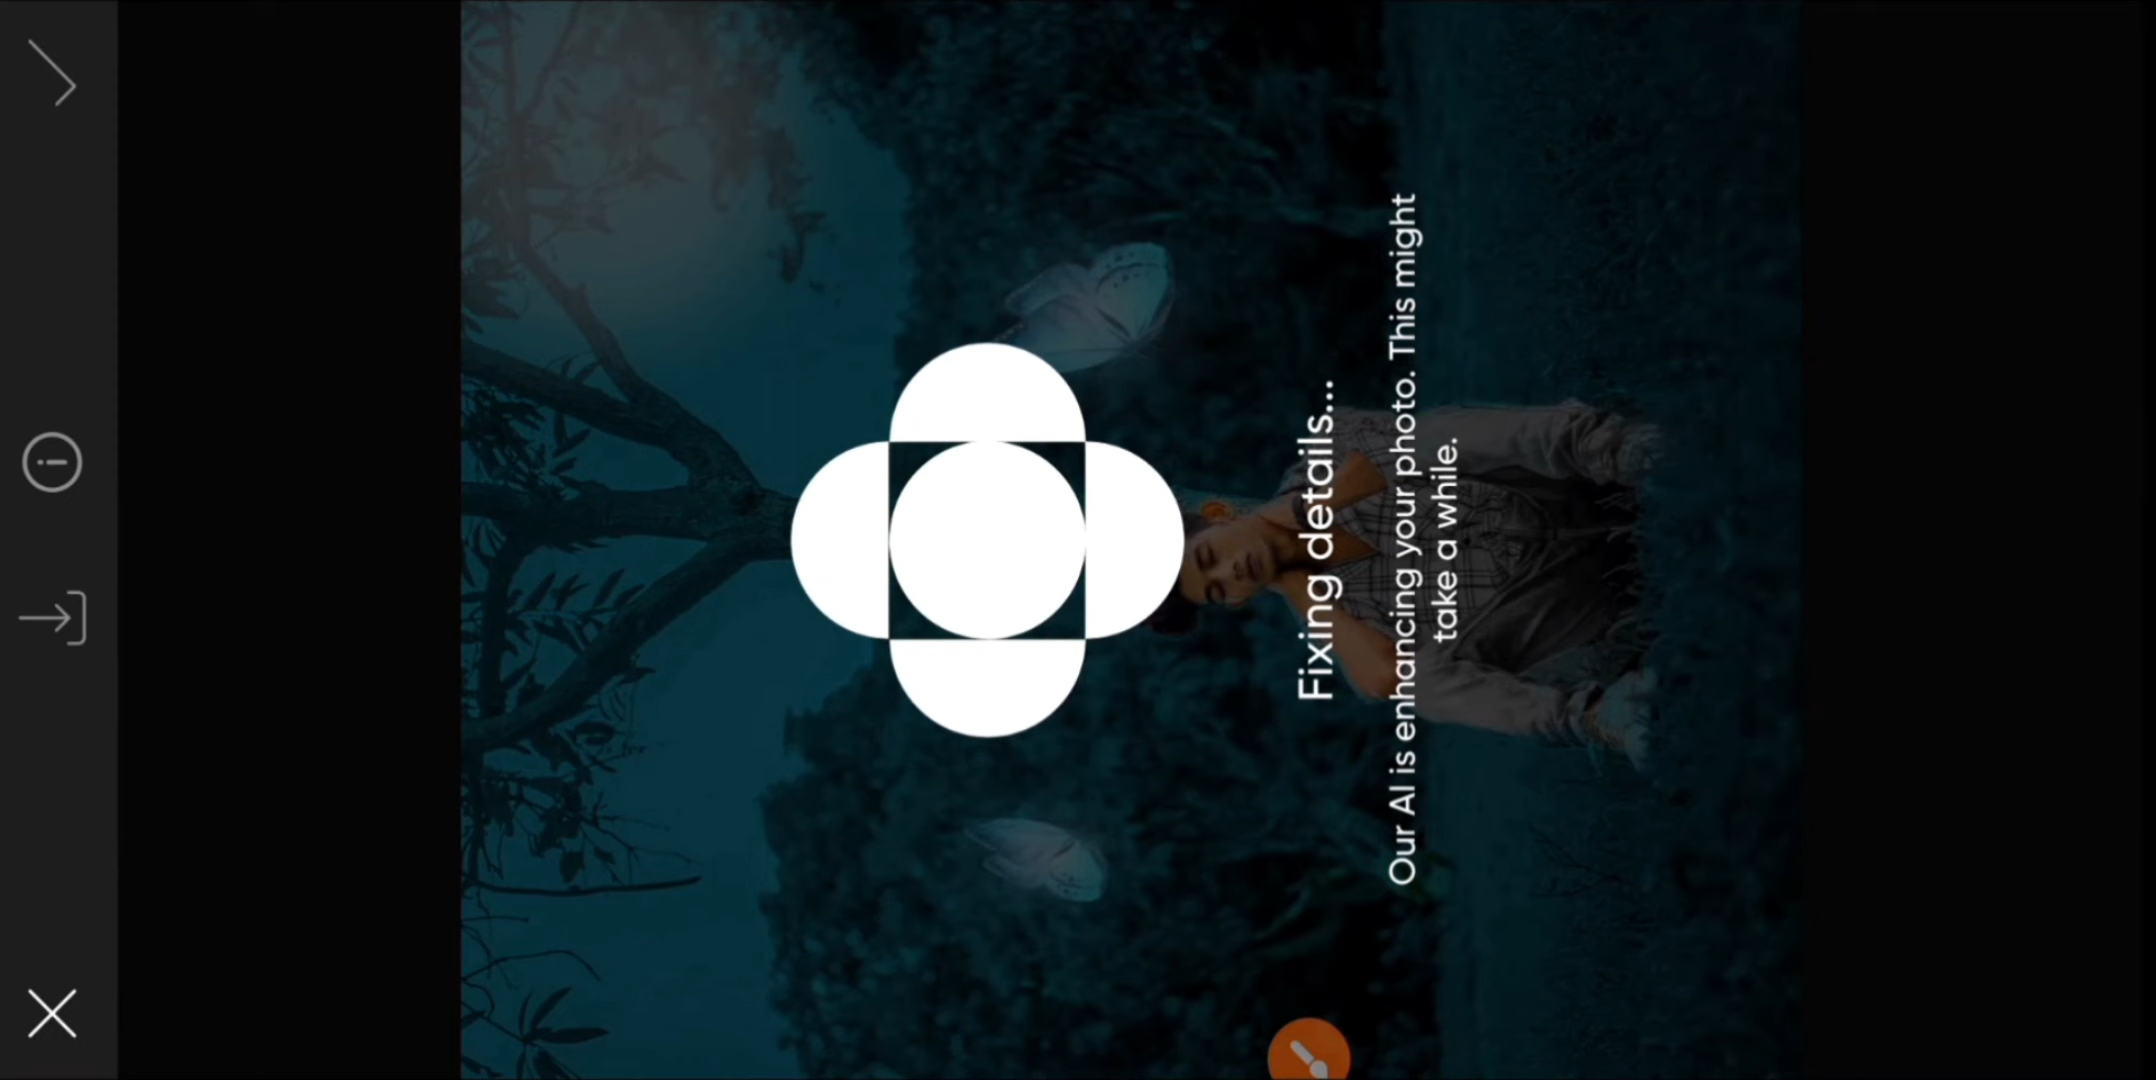 Fixing details...
Our AI is enhancing your photo. This might
take a while.